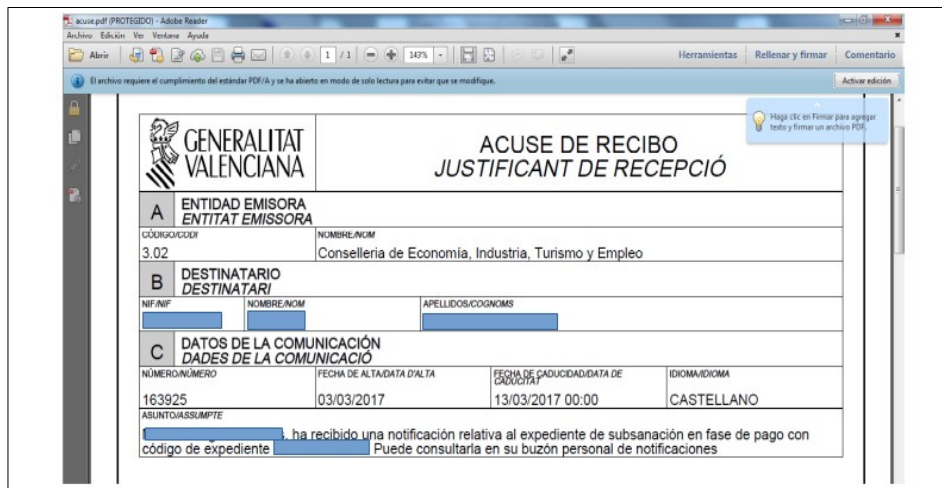 acuse.pdf (PROTEGIDO) - Adobe Reader
Archivo Edición Ver Ventana Ayuda
Abrir 1 / 1 143% Herramientas Rellenar y firmar Comentario
El archivo requiere el cumplimiento del estándar PDF/A y se ha abierto en modo de solo lectura para evitar que se modifique. Activar edición
Haga clic en Firmar para agregar
texto y firmar un archivo PDF.
GENERALITAT
VALENCIANA
ACUSE DE RECIBO
JUSTIFICANT DE RECEPCIÓ
A ENTIDAD EMISORA
ENTITAT EMISSORA
CÓDIGO/CODI NOMBRE/NOM
3.02 Conselleria de Economía, Industria, Turismo y Empleo
B DESTINATARIO
DESTINATARI
NIF/NIF NOMBRE/NOM APELLIDOS/COGNOMS
C DATOS DE LA COMUNICACIÓN
DADES DE LA COMUNICACIÓ
NÚMERO/NÚMERO FECHA DE ALTA/DATA D'ALTA FECHA DE CADUCIDAD/DATA DE CADUCITAT IDIOMA/IDIOMA
163925 03/03/2017 13/03/2017 00:00 CASTELLANO
ASUNTO/ASSUMPTE
, ha recibido una notificación relativa al expediente de subsanación en fase de pago con
código de expediente Puede consultarla en su buzón personal de notificaciones